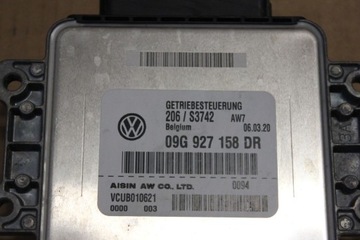 GETRIEBESTEUERUNG
206 / S3742 AW7
Belgium 06.03.20
09G 927 158 DR
AISIN AW CO., LTD. 0094
VCUB010621
0000 003